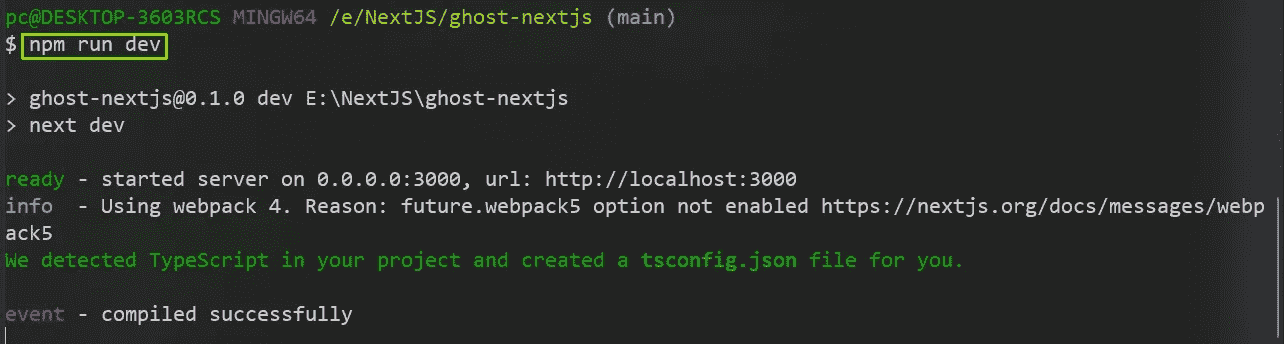 pc@DESKTOP-3603RCS MINGW64 /e/NextJS/ghost-nextjs (main)
$ npm run dev
> ghost-nextjs@0.1.0 dev E:\NextJS\ghost-nextjs
> next dev
ready - started server on 0.0.0.0:3000, url: http://localhost:3000
info  - Using webpack 4. Reason: future.webpack5 option not enabled https://nextjs.org/docs/messages/webp
ack5
We detected TypeScript in your project and created a tsconfig.json file for you.
event - compiled successfully